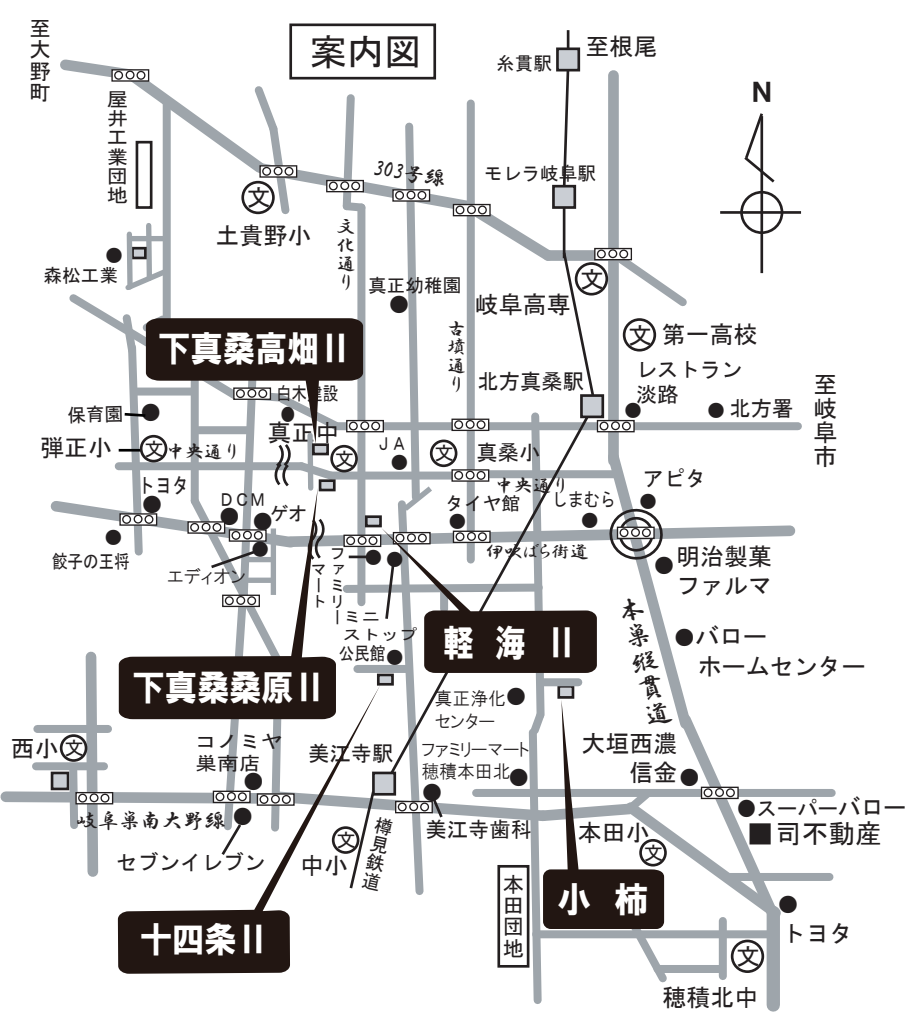 案内図
至大野町
屋井工業団地
至根尾
糸貫駅
N
303号線
モレラ岐阜駅
土貴野小
文
文化通り
森松工業
真正幼稚園
岐阜高専
文
古墳通り
文
第一高校
下真桑高畑Ⅱ
北方真桑駅
レストラン
淡路
至岐阜市
白木建設
保育園
北方署
真正中
文
弾正小
文
中央通り
JA
文
真桑小
中央通り
アピタ
トヨタ
DCM
ゲオ
タイヤ館
しまむら
餃子の王将
エディオン
ファミリー
マート
伊吹ばら街道
明治製菓
ファルマ
ミニ
ストップ
公民館
軽海Ⅱ
本巣縦貫道
バロー
ホームセンター
下真桑桑原Ⅱ
真正浄化
センター
西小
文
コノミヤ
巣南店
美江寺駅
ファミリーマート
穂積本田北
大垣西濃
信金
岐阜巣南大野線
セブンイレブン
文
中小
樽見鉄道
美江寺歯科
本田小
文
スーパーバロー
■司不動産
本田団地
小柿
十四条Ⅱ
トヨタ
文
穂積北中